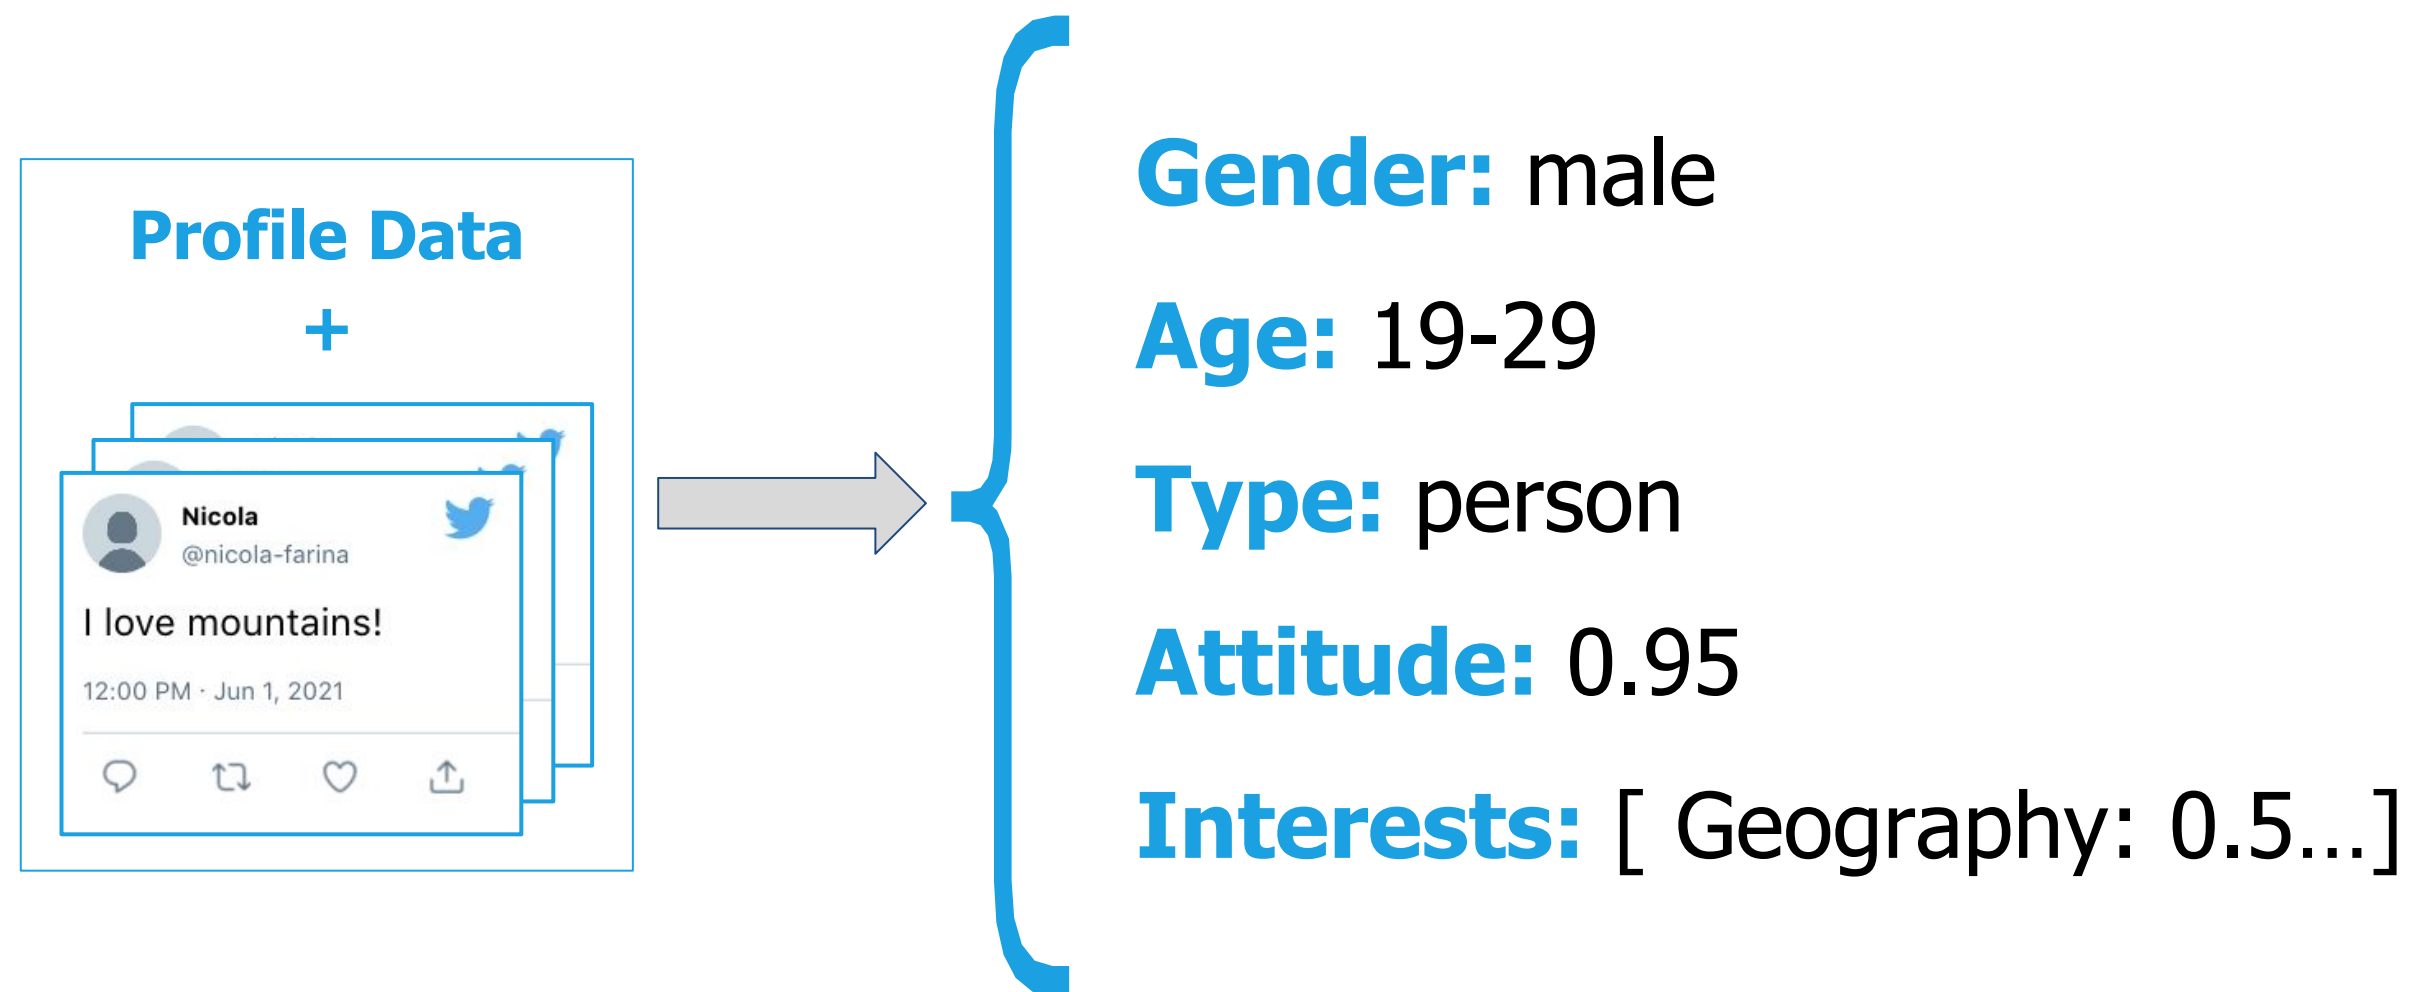 Profile Data
+
Nicola
@nicola-farina
I love mountains!
12:00 PM · Jun 1, 2021
Gender: male
Age: 19-29
Type: person
Attitude: 0.95
Interests: [ Geography: 0.5...]